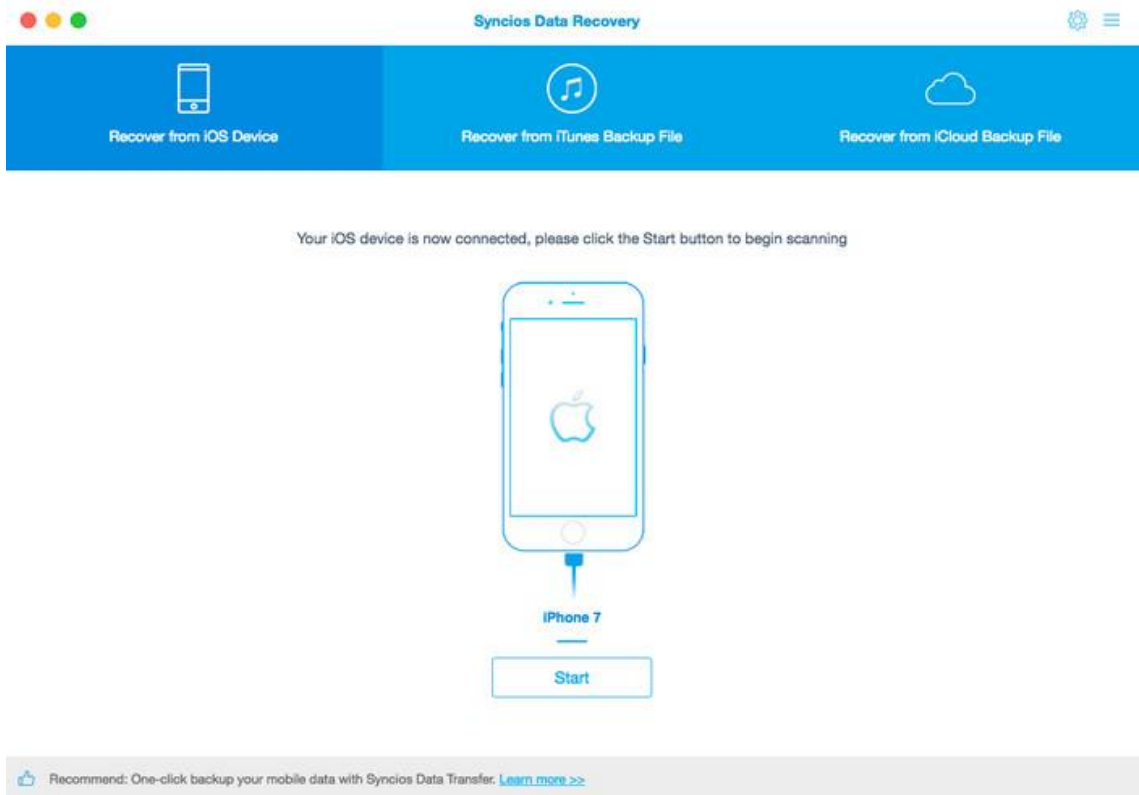 Syncios Data Recovery
Recover from iOS Device
Recover from iTunes Backup File
Recover from iCloud Backup File
Your iOS device is now connected, please click the Start button to begin scanning
iPhone 7
Start
Recommend: One-click backup your mobile data with Syncios Data Transfer. Learn more >>